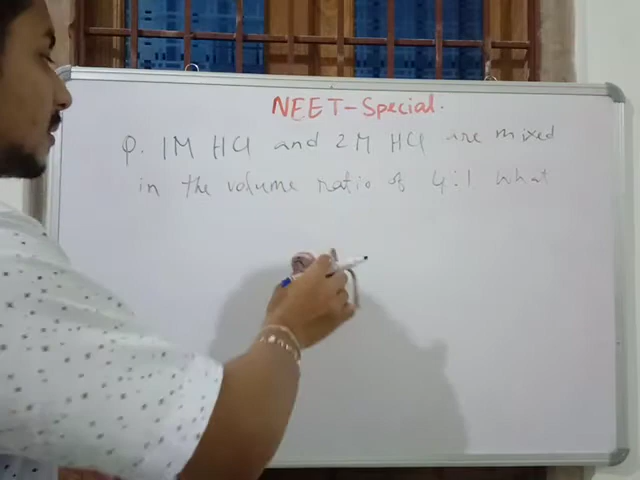 NEET-Special.
Q. 1M HCl and 2M HCl are mixed
in the volume ratio of 4:1 what